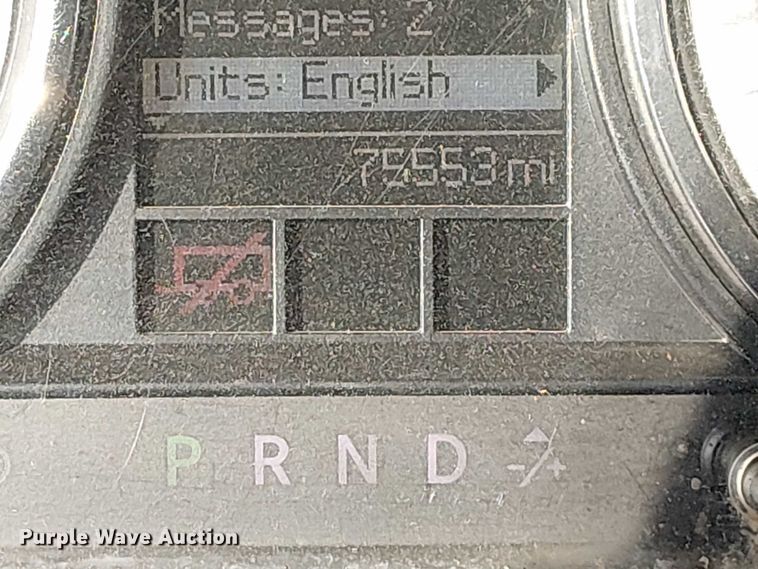 Messages: 2
Units: English
75553 mi
P R N D -/+
Purple Wave Auction